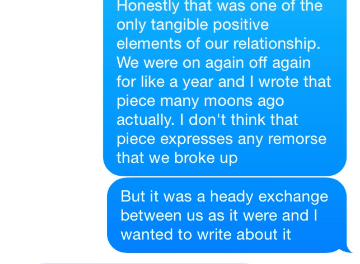 Honestly that was one of the
only tangible positive
elements of our relationship.
We were on again off again
for like a year and I wrote that
piece many moons ago
actually. I don't think that
piece expresses any remorse
that we broke up
But it was a heady exchange
between us as it were and I
wanted to write about it